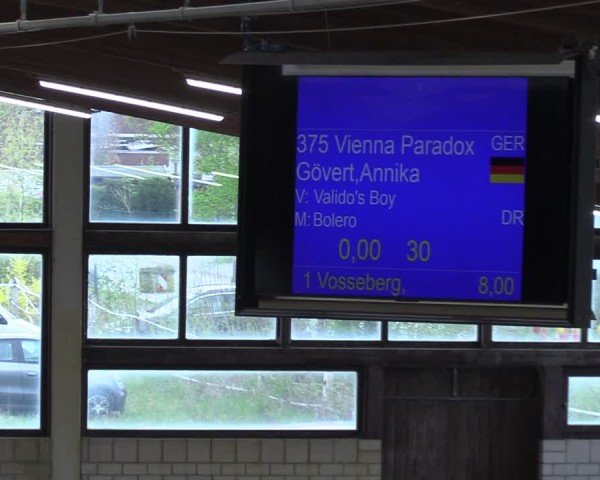 375 Vienna Paradox GER
Gövert,Annika
V: Valido's Boy
M: Bolero DR
0,00 30
1 Vosseberg, 8,00